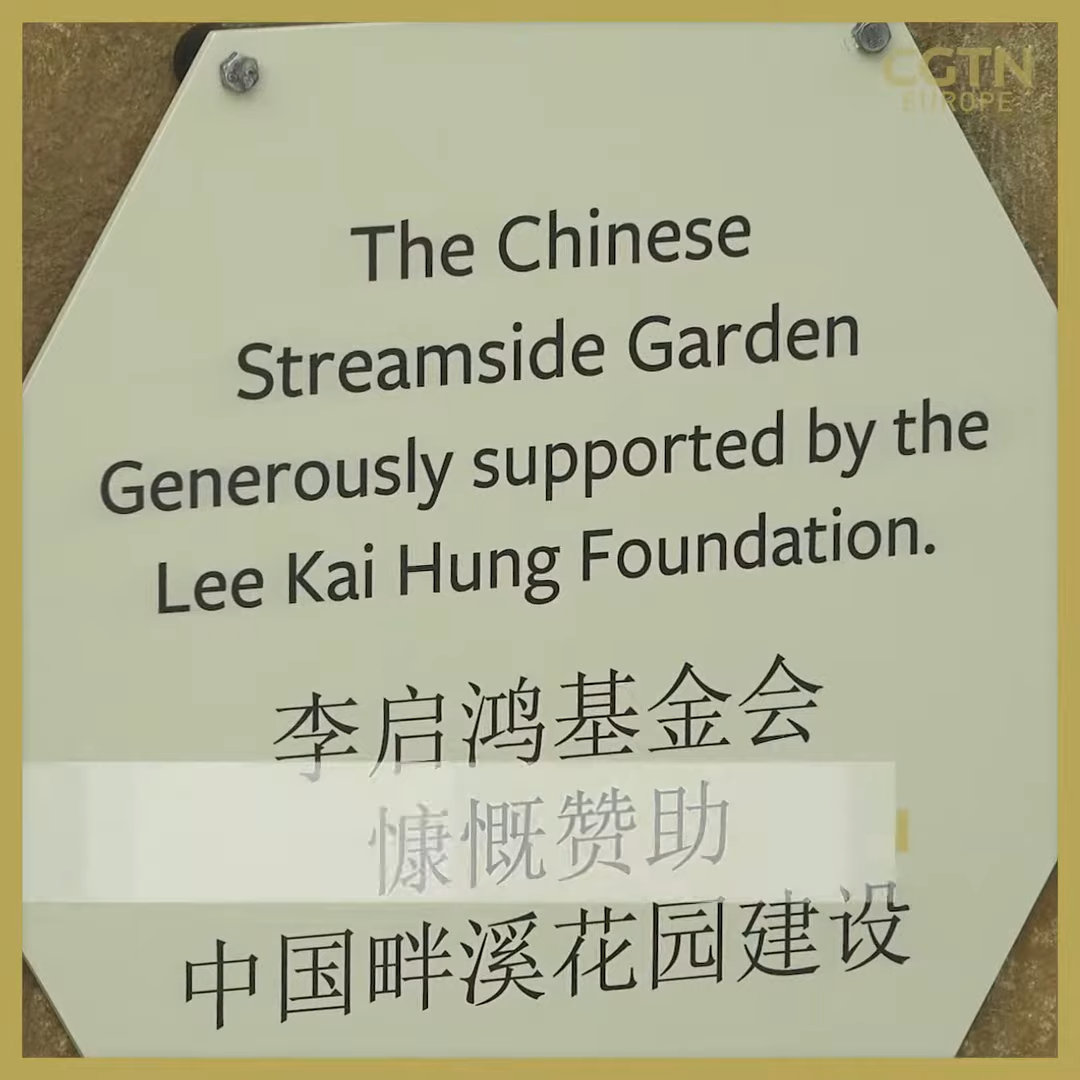 CGTN
EUROPE
The Chinese
Streamside Garden
Generously supported by the
Lee Kai Hung Foundation.
李启鸿基金会
慷慨赞助
中国畔溪花园建设